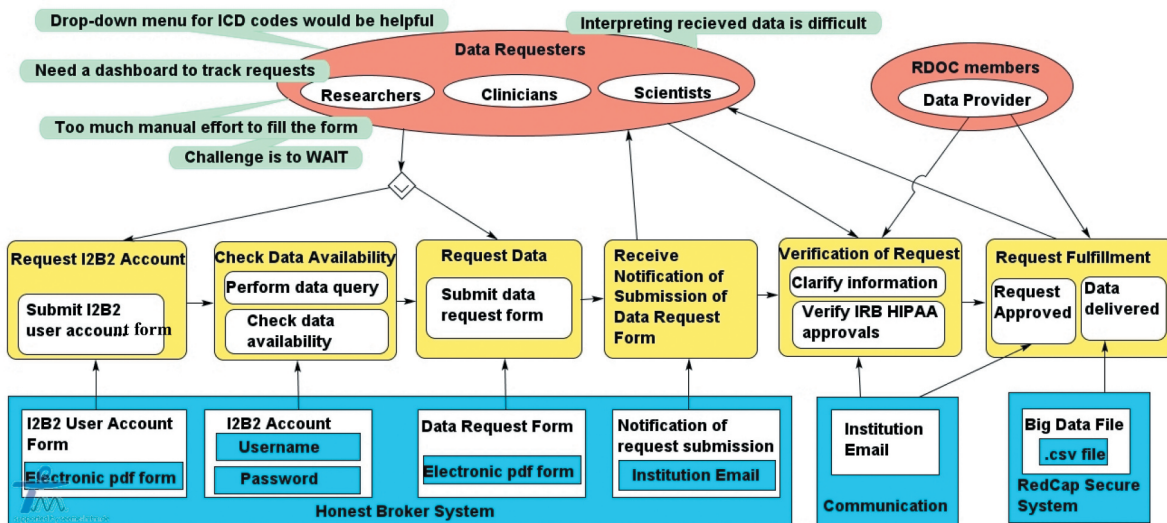 Drop-down menu for ICD codes would be helpful
Interpreting recieved data is difficult
Data Requesters
Need a dashboard to track requests
RDOC members
Researchers
Clinicians
Scientists
Data Provider
Too much manual effort to fill the form
Challenge is to WAIT
Request I2B2 Account
Submit I2B2
user account form
Check Data Availability
Perform data query
Check data
availability
Request Data
Submit data
request form
Receive
Notification of
Submission of
Data Request
Form
Verification of Request
Clarify information
Verify IRB HIPAA
approvals
Request Fulfillment
Request
Approved
Data
delivered
I2B2 User Account
Form
Electronic pdf form
I2B2 Account
Username
Password
Data Request Form
Electronic pdf form
Notification of
request submission
Institution Email
Honest Broker System
Institution
Email
Communication
Big Data File
.csv file
RedCap Secure
System